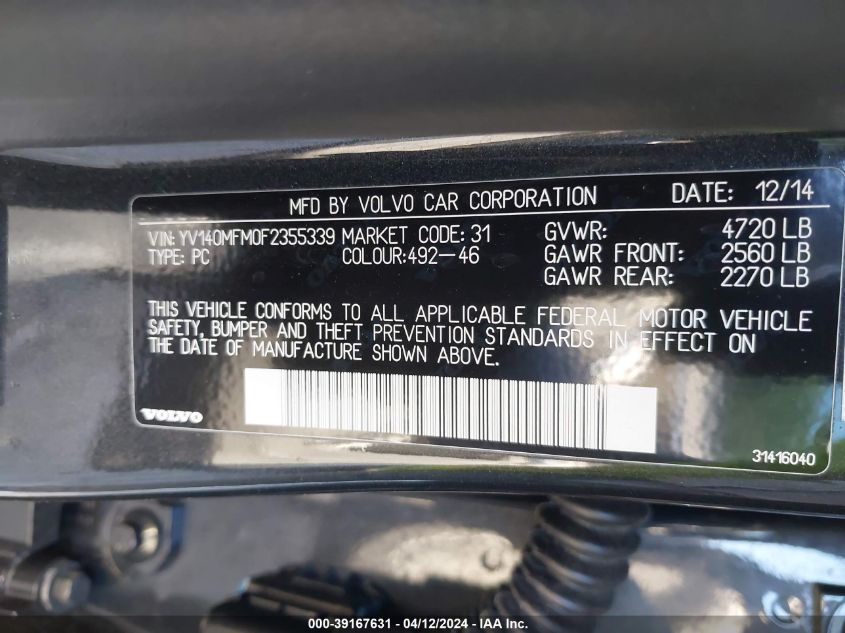 MFD BY VOLVO CAR CORPORATION DATE: 12/14
VIN: YV140MFM0F2355339 MARKET CODE: 31 GVWR: 4720 LB
TYPE: PC COLOUR:492-46 GAWR FRONT: 2560 LB
GAWR REAR: 2270 LB
THIS VEHICLE CONFORMS TO ALL APPLICABLE FEDERAL MOTOR VEHICLE
SAFETY, BUMPER AND THEFT PREVENTION STANDARDS IN EFFECT ON
THE DATE OF MANUFACTURE SHOWN ABOVE.
VOLVO
31416040
000-39167631 - 04/12/2024 - IAA Inc.